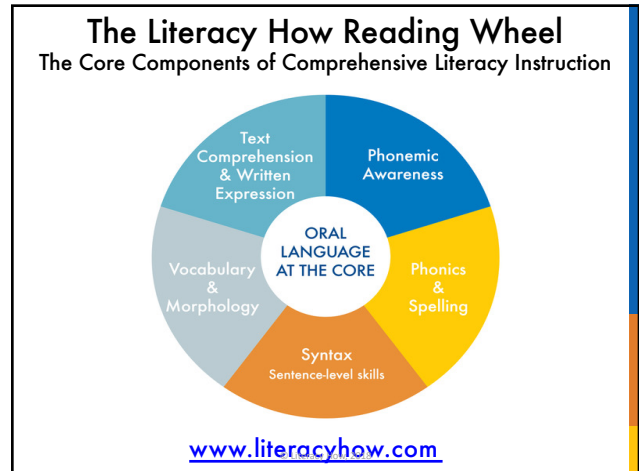 The Literacy How Reading Wheel
The Core Components of Comprehensive Literacy Instruction
Text
Comprehension
& Written
Expression
Phonemic
Awareness
ORAL
LANGUAGE
AT THE CORE
Vocabulary
&
Morphology
Phonics
&
Spelling
Syntax
Sentence-level skills
www.literacyhow.com